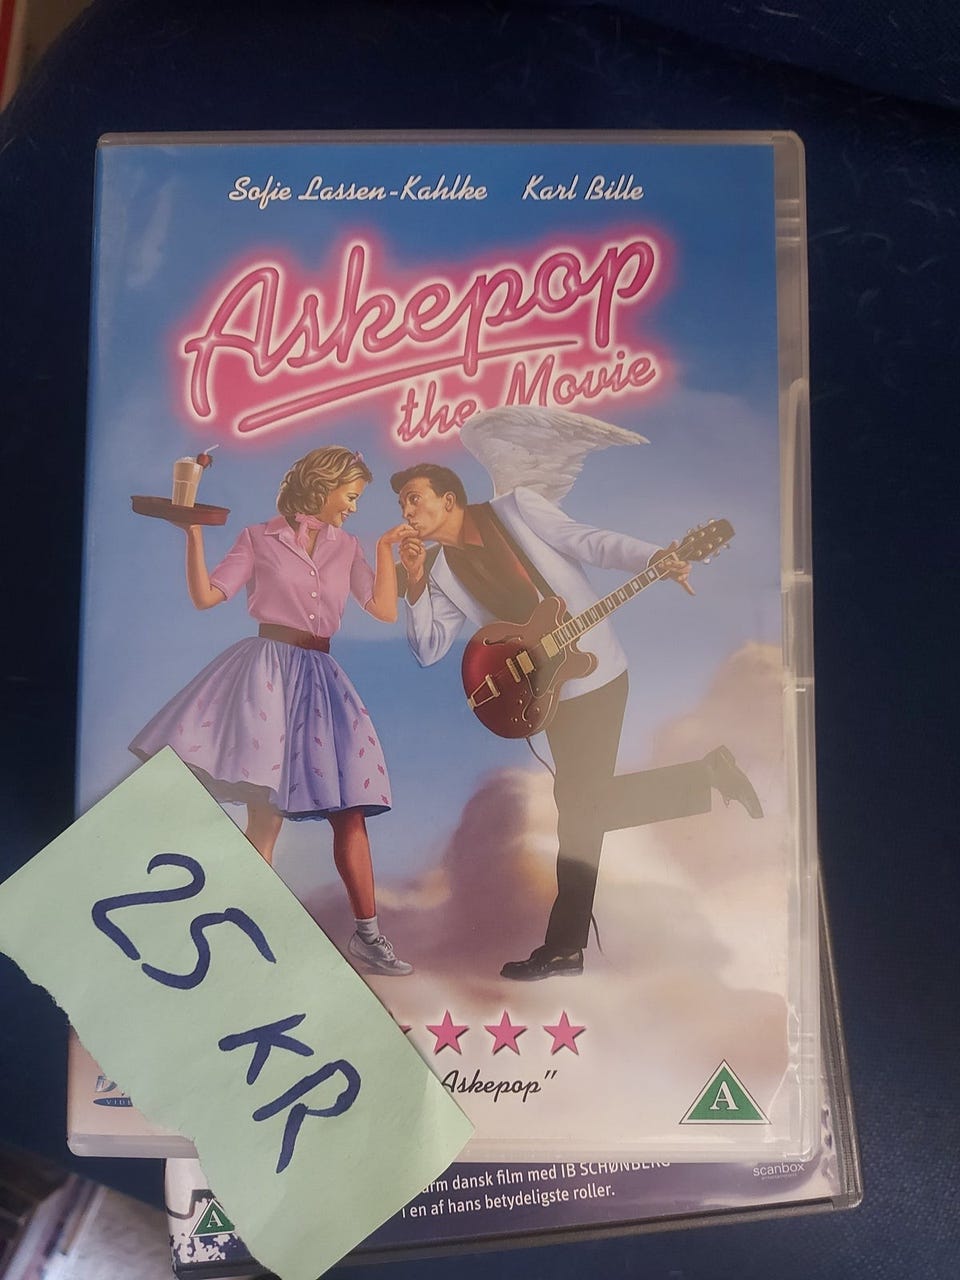 Sofie Lassen-Kahlke Karl Bille
Askepop
the Movie
25 KR
Askepop”
A
dansk film med IB SCHØNBERG
scanbox
i en af hans betydeligste roller.
A